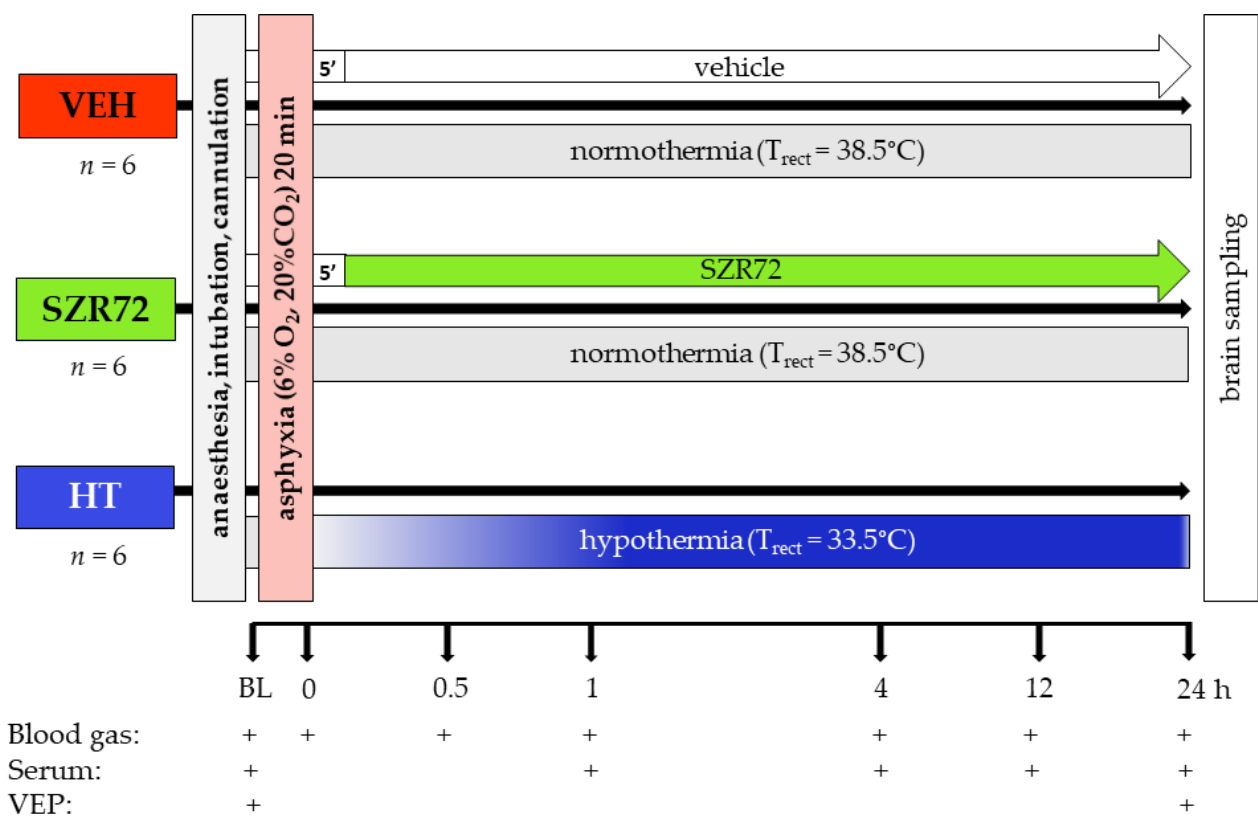 VEH
n = 6
SZR72
n = 6
HT
n = 6
anaesthesia, intubation, cannulation
asphyxia (6% O₂, 20%CO₂) 20 min
5’
vehicle
normothermia (Tᵣₑcₜ = 38.5°C)
5’
SZR72
normothermia (Tᵣₑcₜ = 38.5°C)
hypothermia (Tᵣₑcₜ = 33.5°C)
brain sampling
BL 0 0.5 1 4 12 24 h
Blood gas: + + + + + + +
Serum: + + + + +
VEP: + +